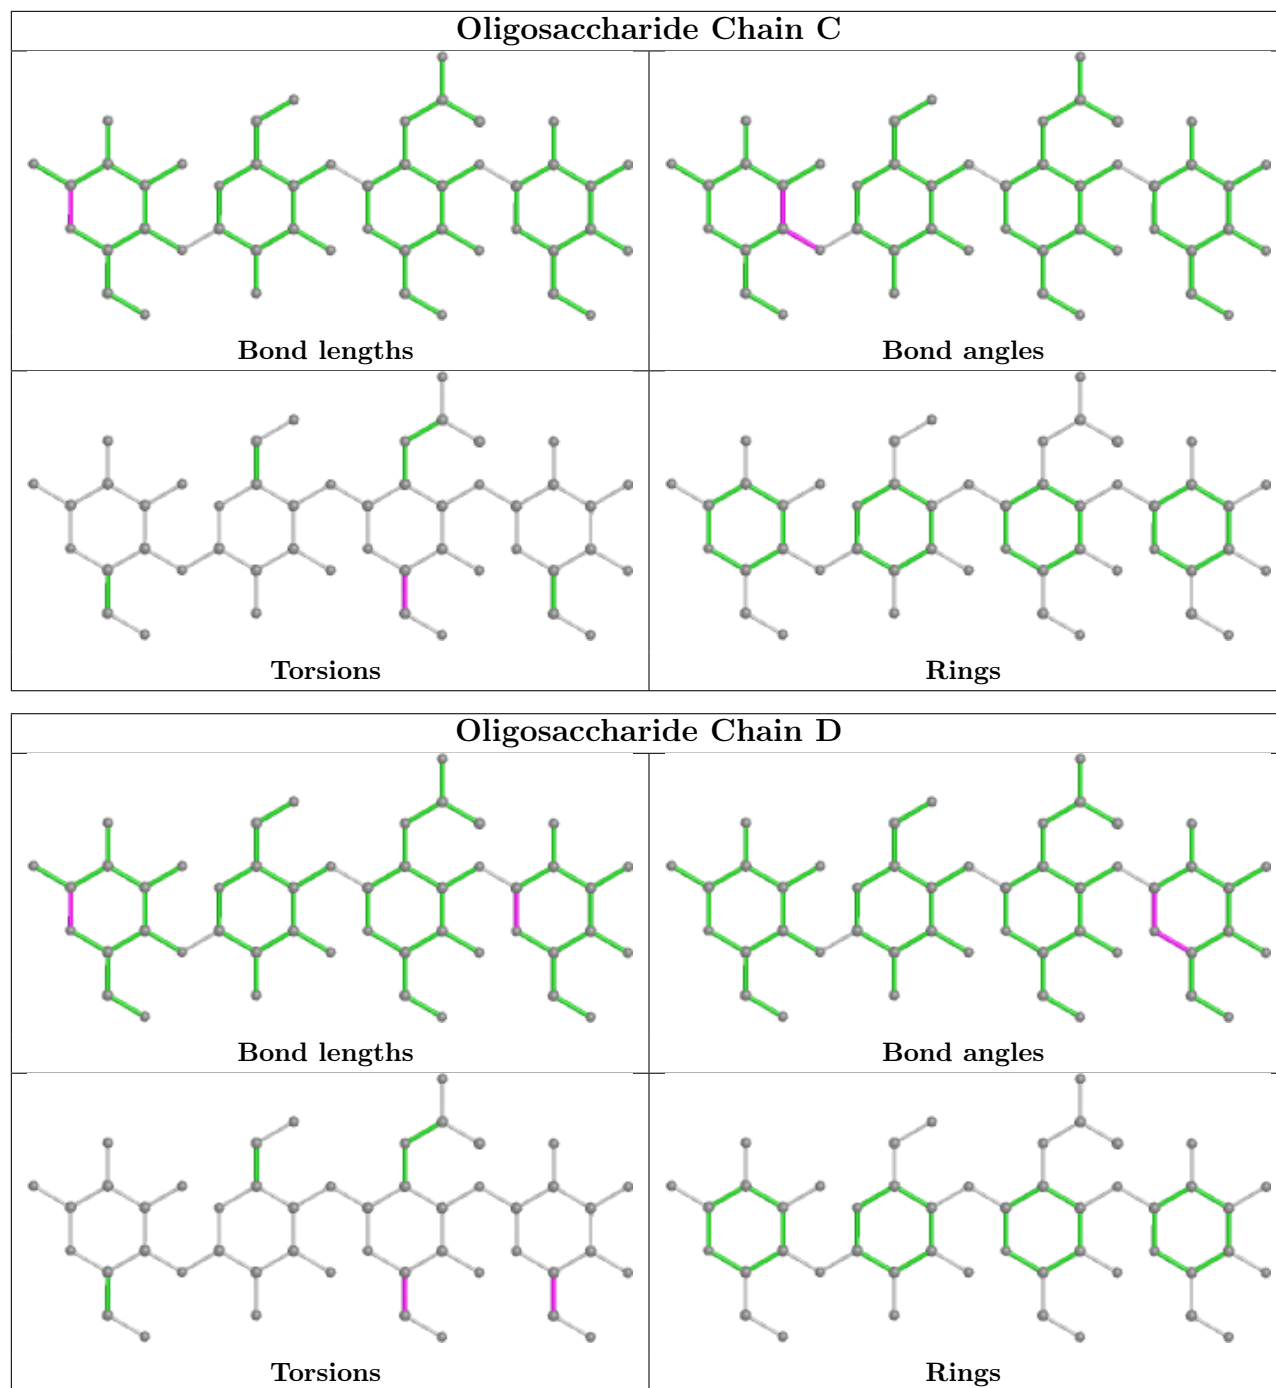 Oligosaccharide Chain C
Bond lengths
Bond angles
Torsions
Rings
Oligosaccharide Chain D
Bond lengths
Bond angles
Torsions
Rings